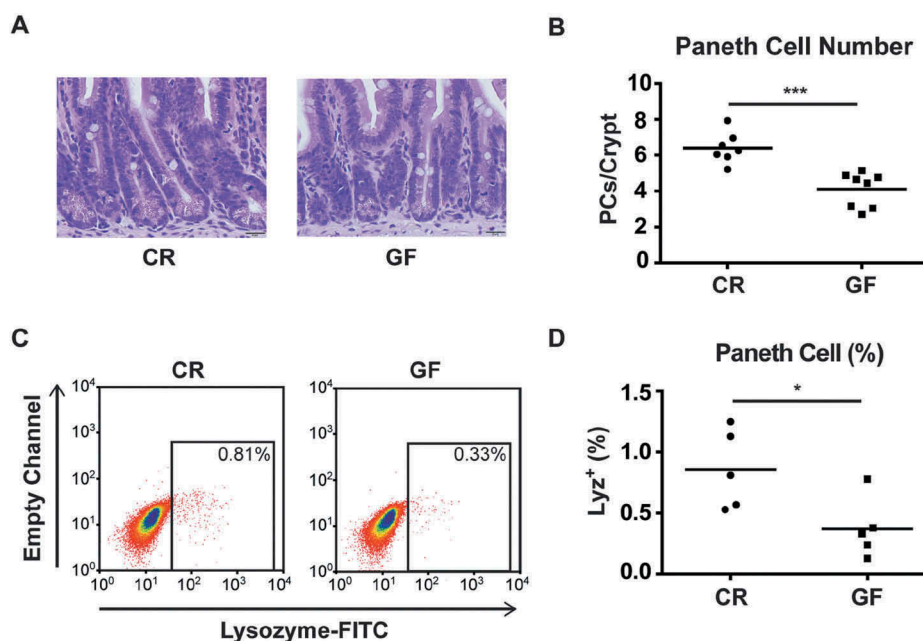 A
CR
GF
B
Paneth Cell Number
***
PCs/Crypt
10
8
6
4
2
0
CR
GF
C
CR
GF
Empty Channel
10⁴
10³
10²
10¹
10⁰
0.81%
10⁰ 10¹ 10² 10³ 10⁴
10⁴
10³
10²
10¹
10⁰
0.33%
10⁰ 10¹ 10² 10³ 10⁴
Lysozyme-FITC
D
Paneth Cell (%)
*
Lyz⁺ (%)
1.5
1.0
0.5
0.0
CR
GF